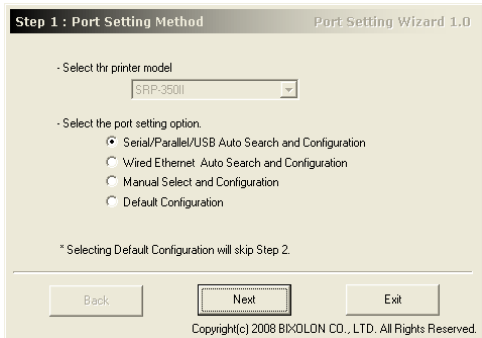 Step 1 : Port Setting Method Port Setting Wizard 1.0
- Select thr printer model
SRP-350II
- Select the port setting option.
Serial/Parallel/USB Auto Search and Configuration
Wired Ethernet Auto Search and Configuration
Manual Select and Configuration
Default Configuration
* Selecting Default Configuration will skip Step 2.
Back Next Exit
Copyright(c) 2008 BIXOLON CO., LTD. All Rights Reserved.